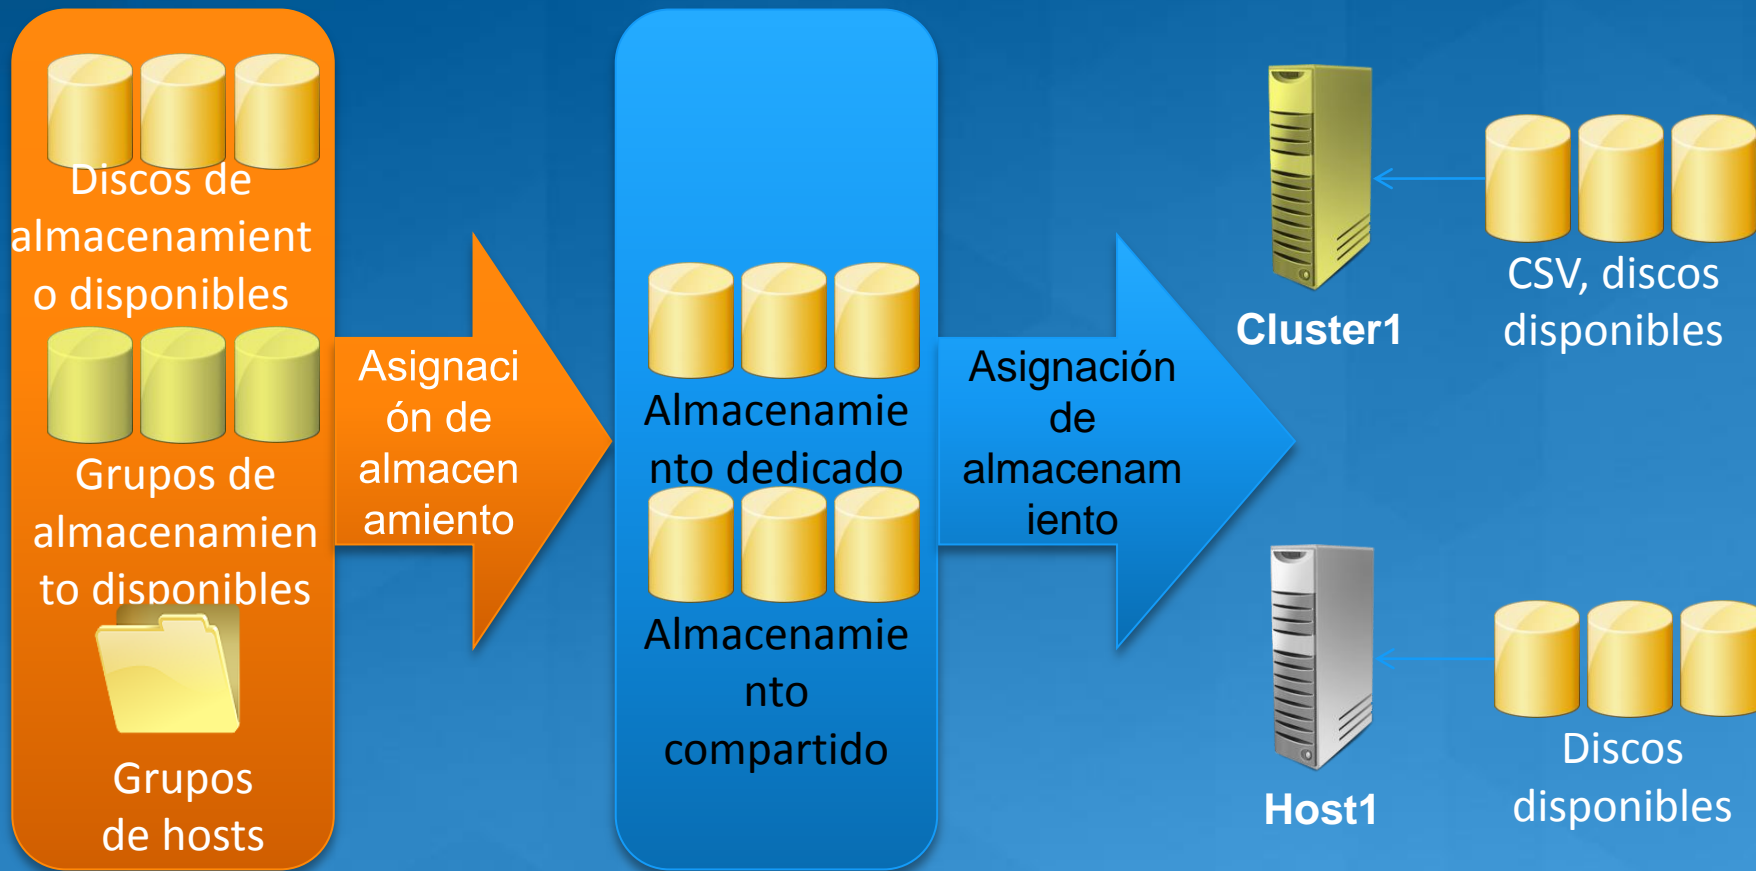 Discos de
almacenamient
o disponibles
Grupos de
almacenamien
to disponibles
Grupos
de hosts
Asignaci
ón de
almacen
amiento
Almacenamie
nto dedicado
Almacenamie
nto
compartido
Asignación
de
almacenam
iento
Cluster1
CSV, discos
disponibles
Host1
Discos
disponibles